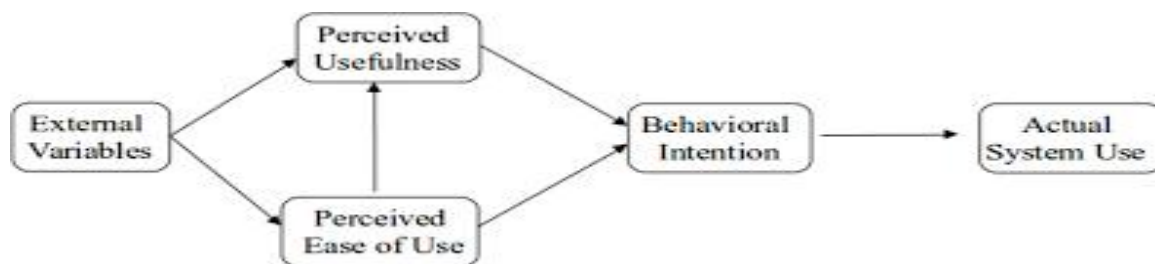 Perceived
Usefulness
External
Variables
Behavioral
Intention
Actual
System Use
Perceived
Ease of Use